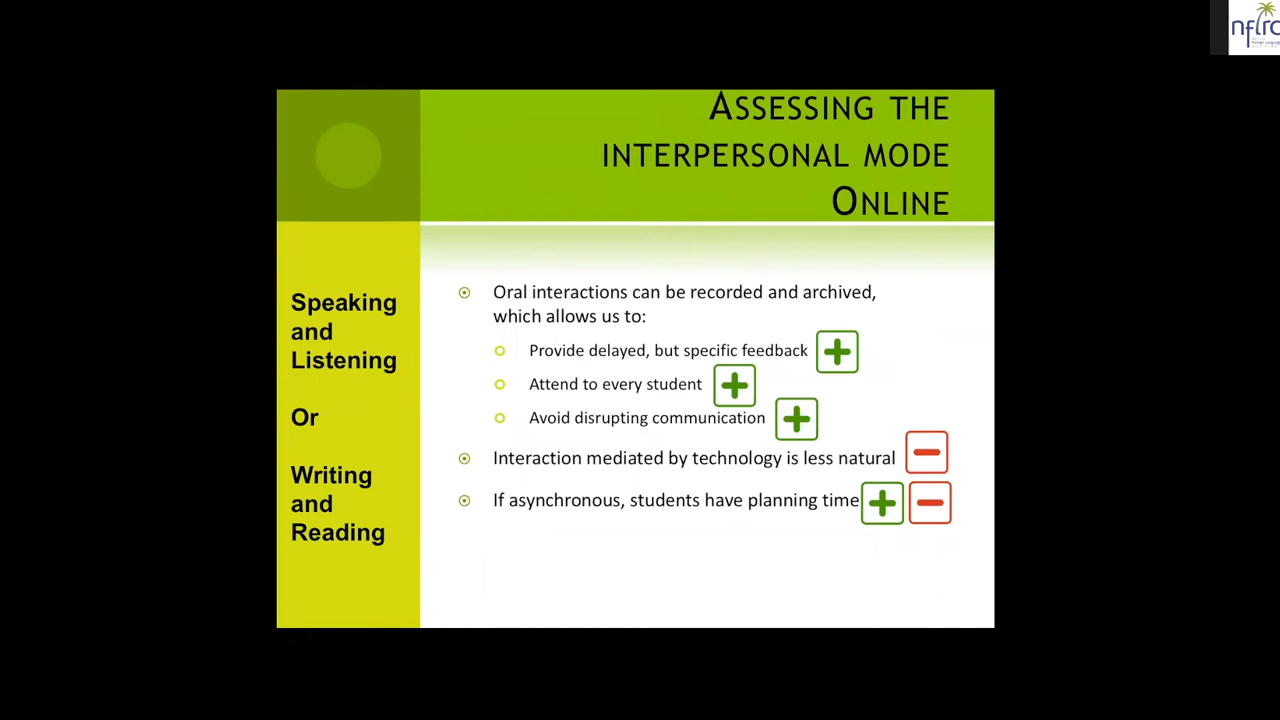 nflrc
ASSESSING THE
INTERPERSONAL MODE
ONLINE
Speaking
and
Listening
Or
Writing
and
Reading
Oral interactions can be recorded and archived,
which allows us to:
Provide delayed, but specific feedback
Attend to every student
Avoid disrupting communication
Interaction mediated by technology is less natural
If asynchronous, students have planning time